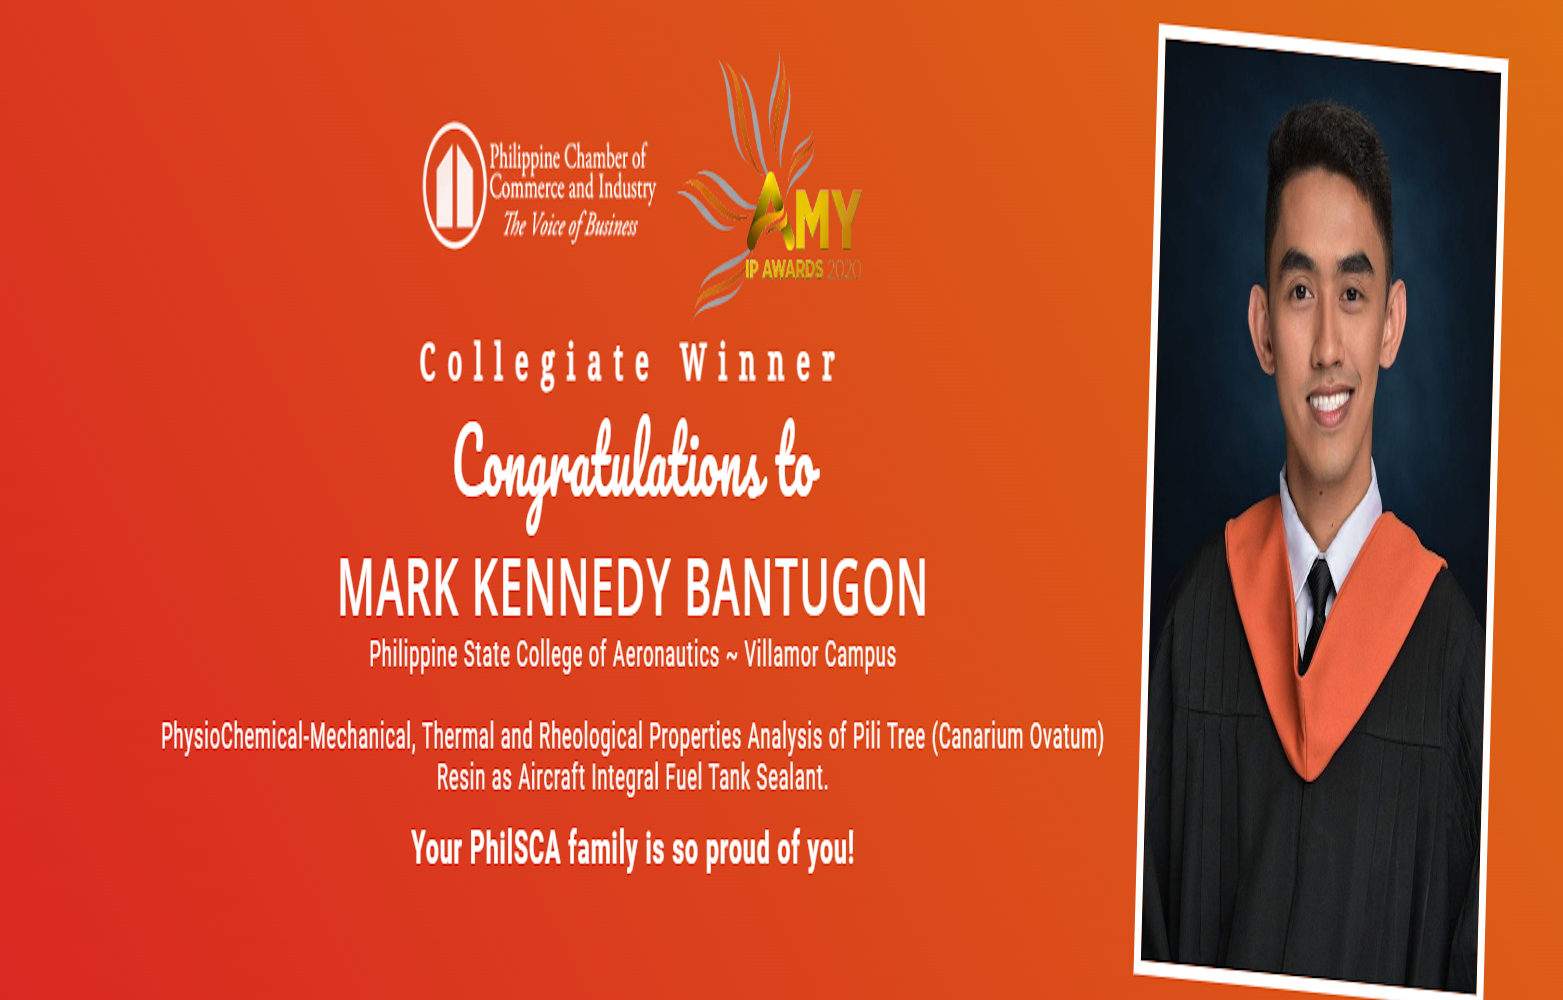 Philippine Chamber of
Commerce and Industry
The Voice of Business
AMY
IP AWARDS 2020
Collegiate Winner
Congratulations to
MARK KENNEDY BANTUGON
Philippine State College of Aeronautics ~ Villamor Campus
PhysioChemical-Mechanical, Thermal and Rheological Properties Analysis of Pili Tree (Canarium Ovatum)
Resin as Aircraft Integral Fuel Tank Sealant.
Your PhilSCA family is so proud of you!